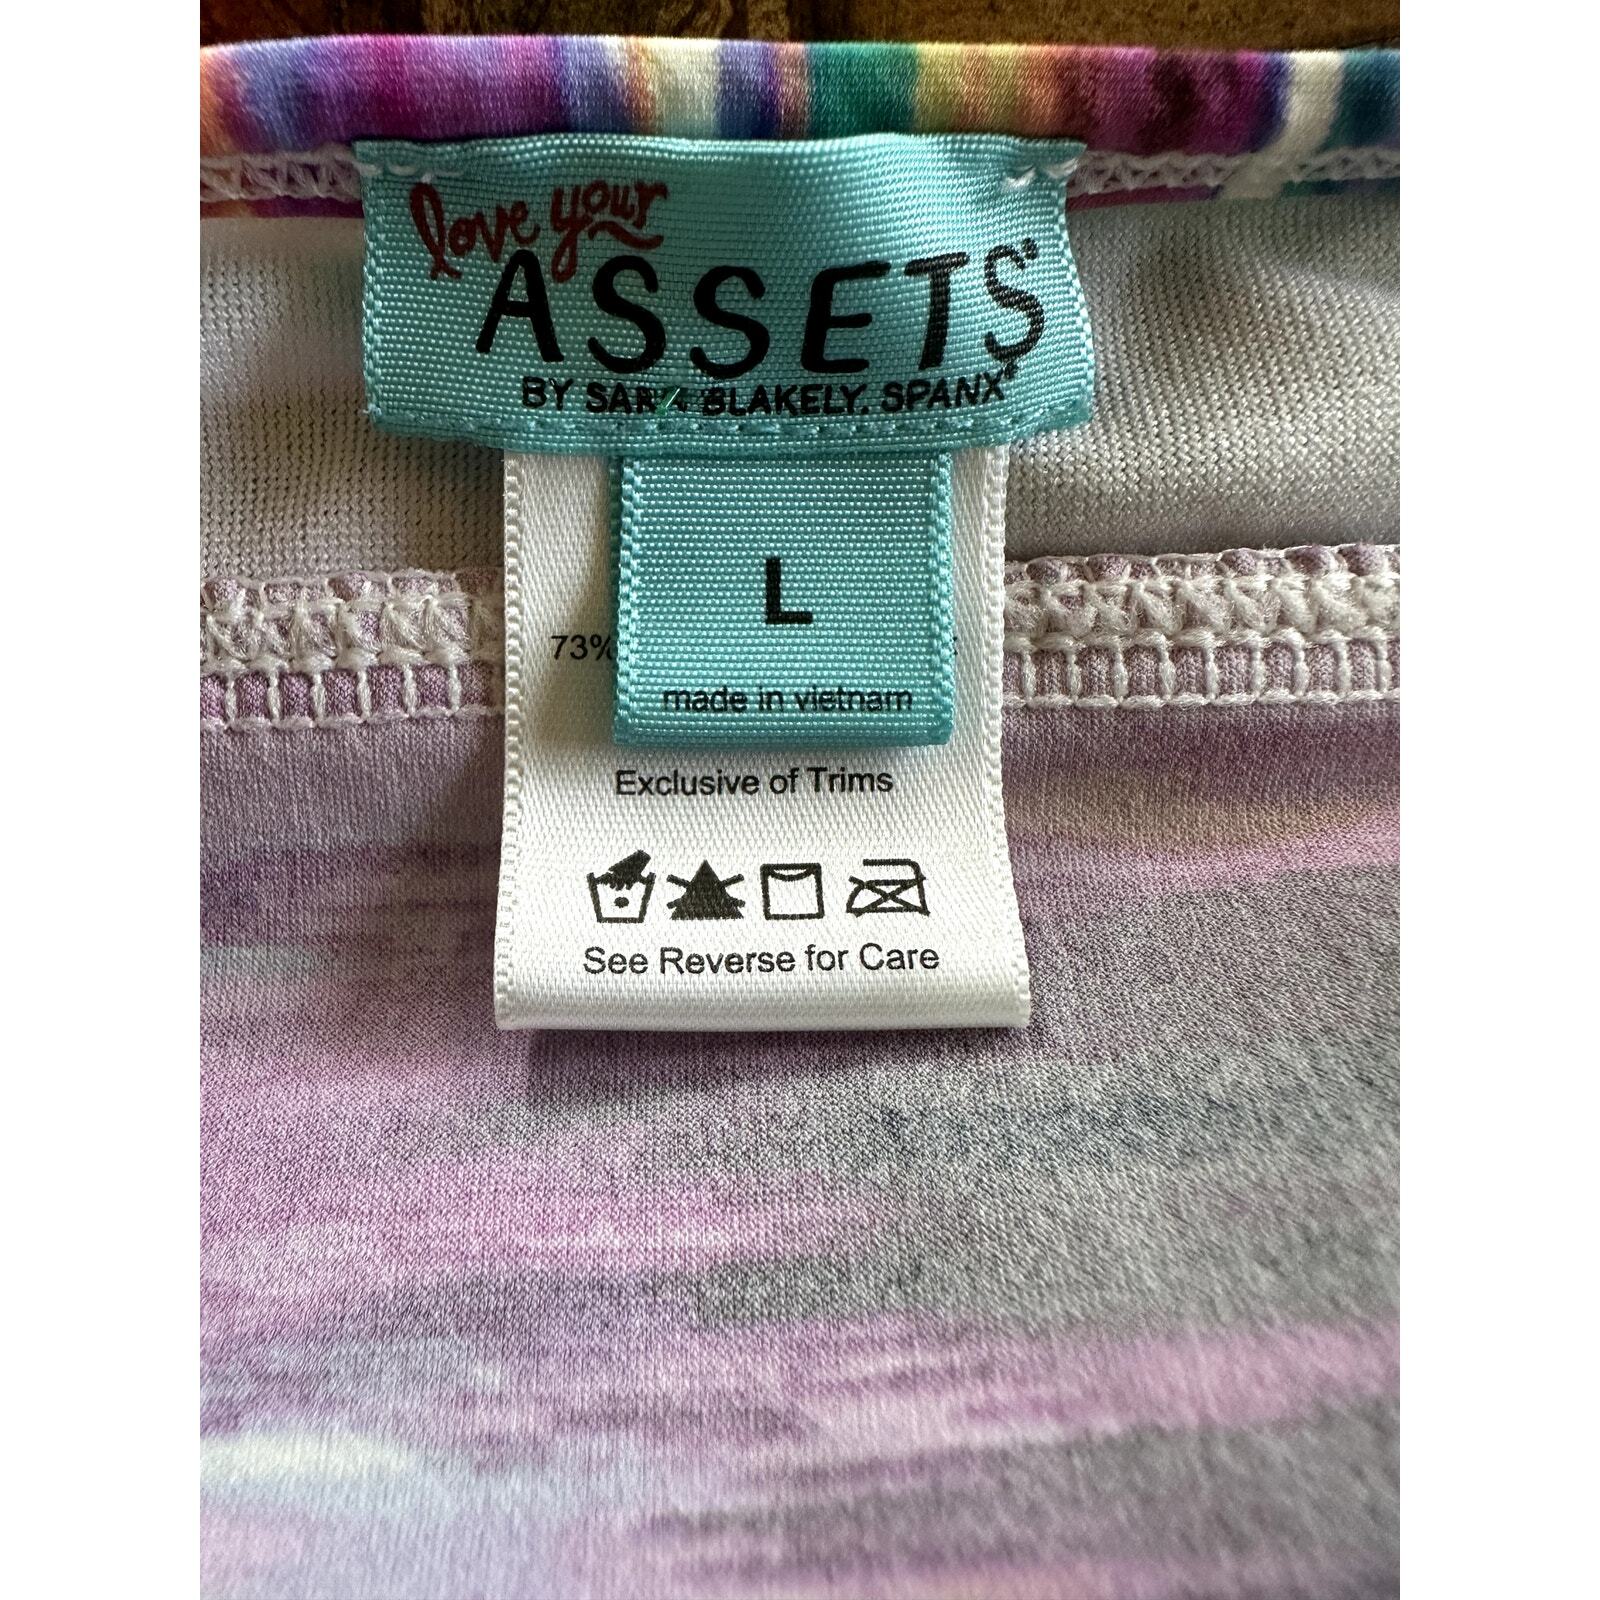 love your
ASSETS®
BY SARA BLAKELY. SPANX®
L
73%
made in vietnam
Exclusive of Trims
See Reverse for Care